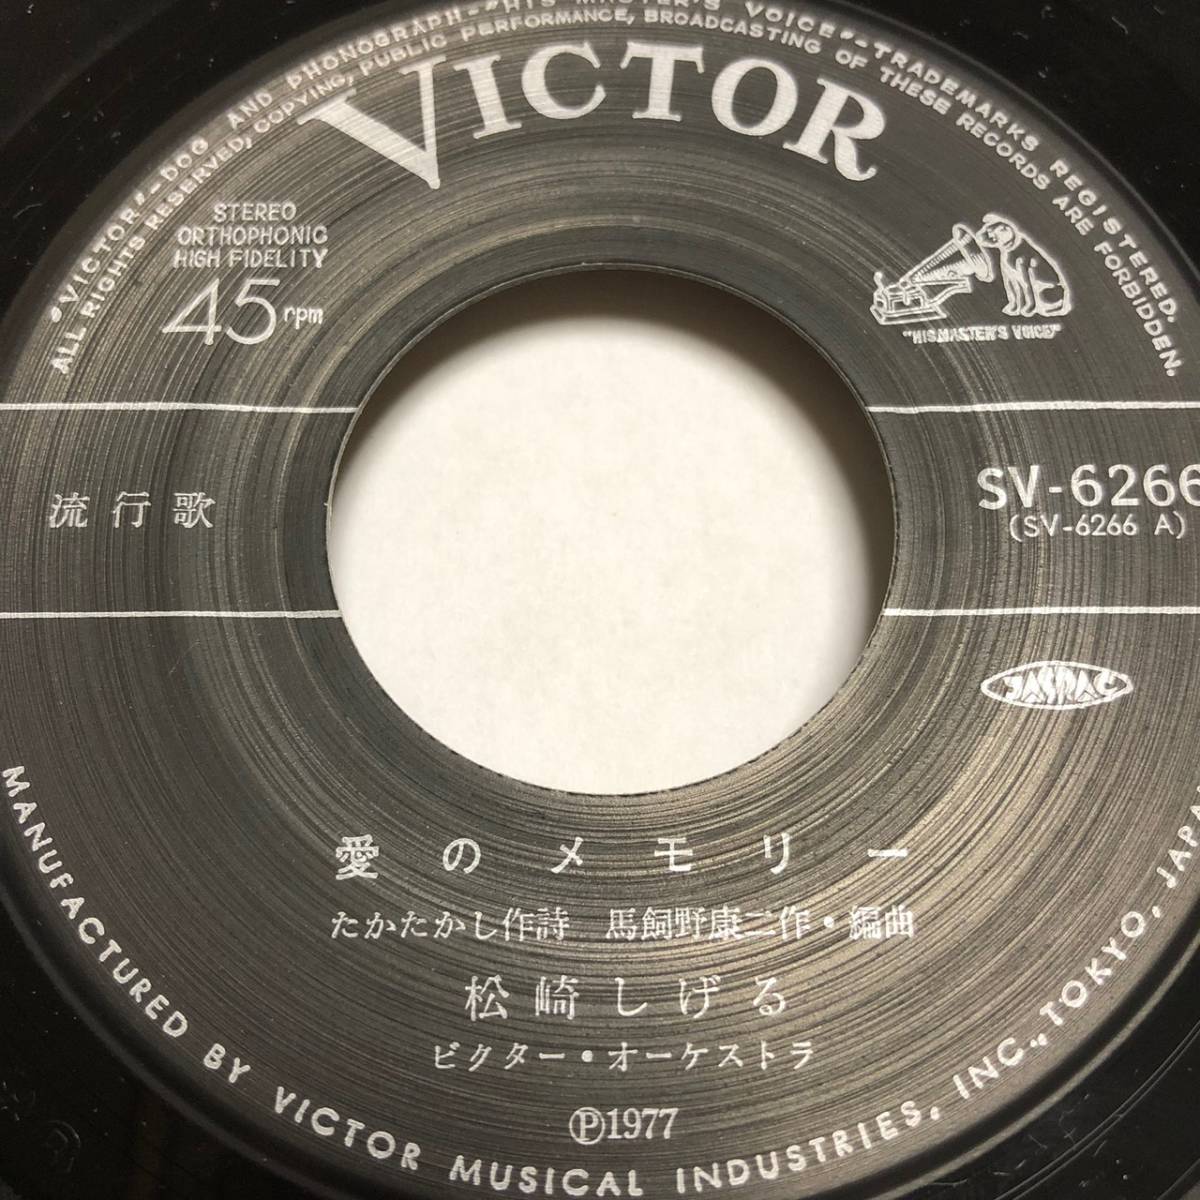 "VICTOR"-DOG AND PHONOGRAPH-"HIS MASTER'S VOICE"-TRADEMARKS REGISTERED.
ALL RIGHTS RESERVED, COPYING, PUBLIC PERFORMANCE, BROADCASTING OF THESE RECORDS ARE FORBIDDEN.
VICTOR
STEREO
ORTHOPHONIC
HIGH FIDELITY
45 rpm
"HIS MASTER'S VOICE"
流行歌
SV-6266
(SV-6266 A)
JASRAC
愛のメモリー
たかたかし作詩 馬飼野康二作・編曲
松崎しげる
ビクター・オーケストラ
Ⓟ1977
MANUFACTURED BY VICTOR MUSICAL INDUSTRIES, INC., TOKYO, JAPAN